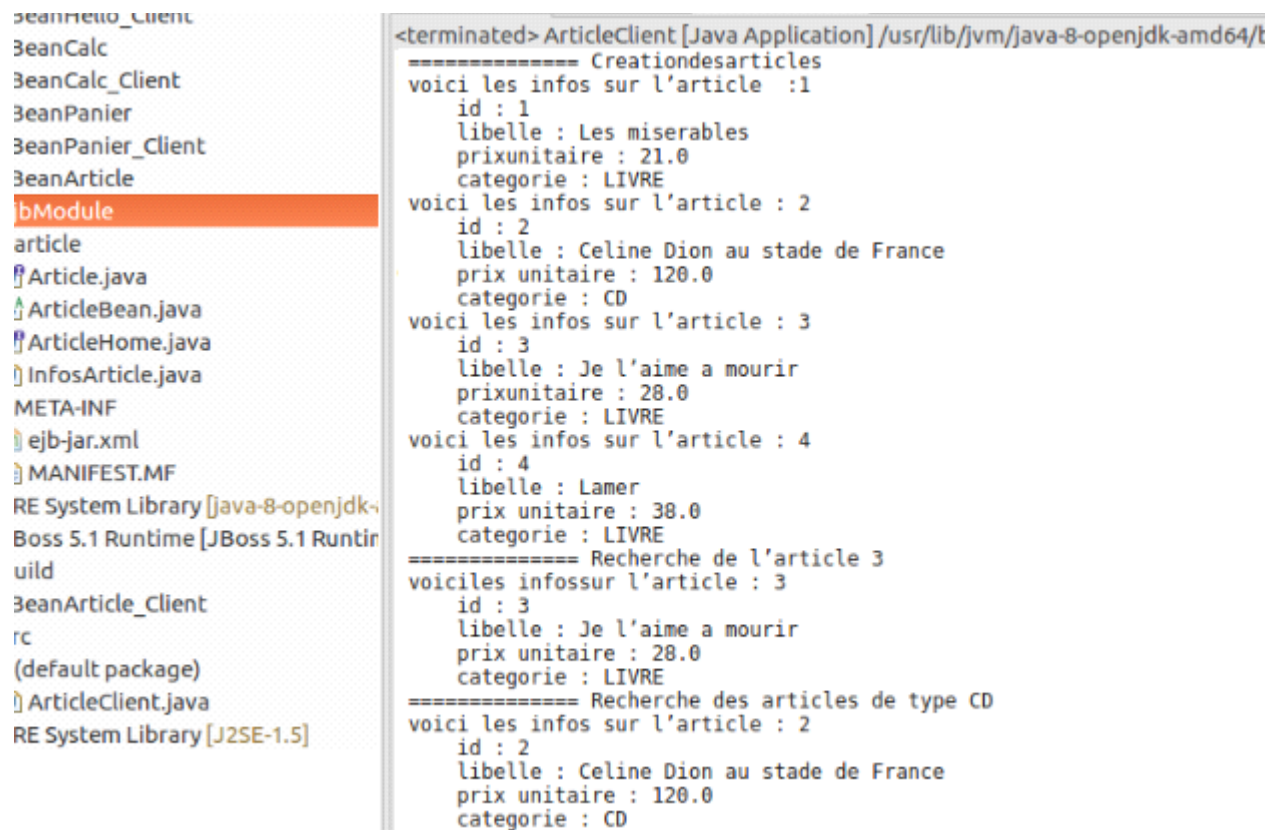 BeanHello_Client
BeanCalc
BeanCalc_Client
BeanPanier
BeanPanier_Client
BeanArticle
jbModule
article
Article.java
ArticleBean.java
ArticleHome.java
InfosArticle.java
META-INF
ejb-jar.xml
MANIFEST.MF
RE System Library [java-8-openjdk-
Boss 5.1 Runtime [JBoss 5.1 Runtin
uild
BeanArticle_Client
rc
(default package)
ArticleClient.java
RE System Library [J2SE-1.5]
<terminated> ArticleClient [Java Application] /usr/lib/jvm/java-8-openjdk-amd64/b
============== Creationdesarticles
voici les infos sur l'article  :1
id : 1
libelle : Les miserables
prixunitaire : 21.0
categorie : LIVRE
voici les infos sur l'article : 2
id : 2
libelle : Celine Dion au stade de France
prix unitaire : 120.0
categorie : CD
voici les infos sur l'article : 3
id : 3
libelle : Je l'aime a mourir
prixunitaire : 28.0
categorie : LIVRE
voici les infos sur l'article : 4
id : 4
libelle : Lamer
prix unitaire : 38.0
categorie : LIVRE
============== Recherche de l'article 3
voiciles infossur l'article : 3
id : 3
libelle : Je l'aime a mourir
prix unitaire : 28.0
categorie : LIVRE
============== Recherche des articles de type CD
voici les infos sur l'article : 2
id : 2
libelle : Celine Dion au stade de France
prix unitaire : 120.0
categorie : CD